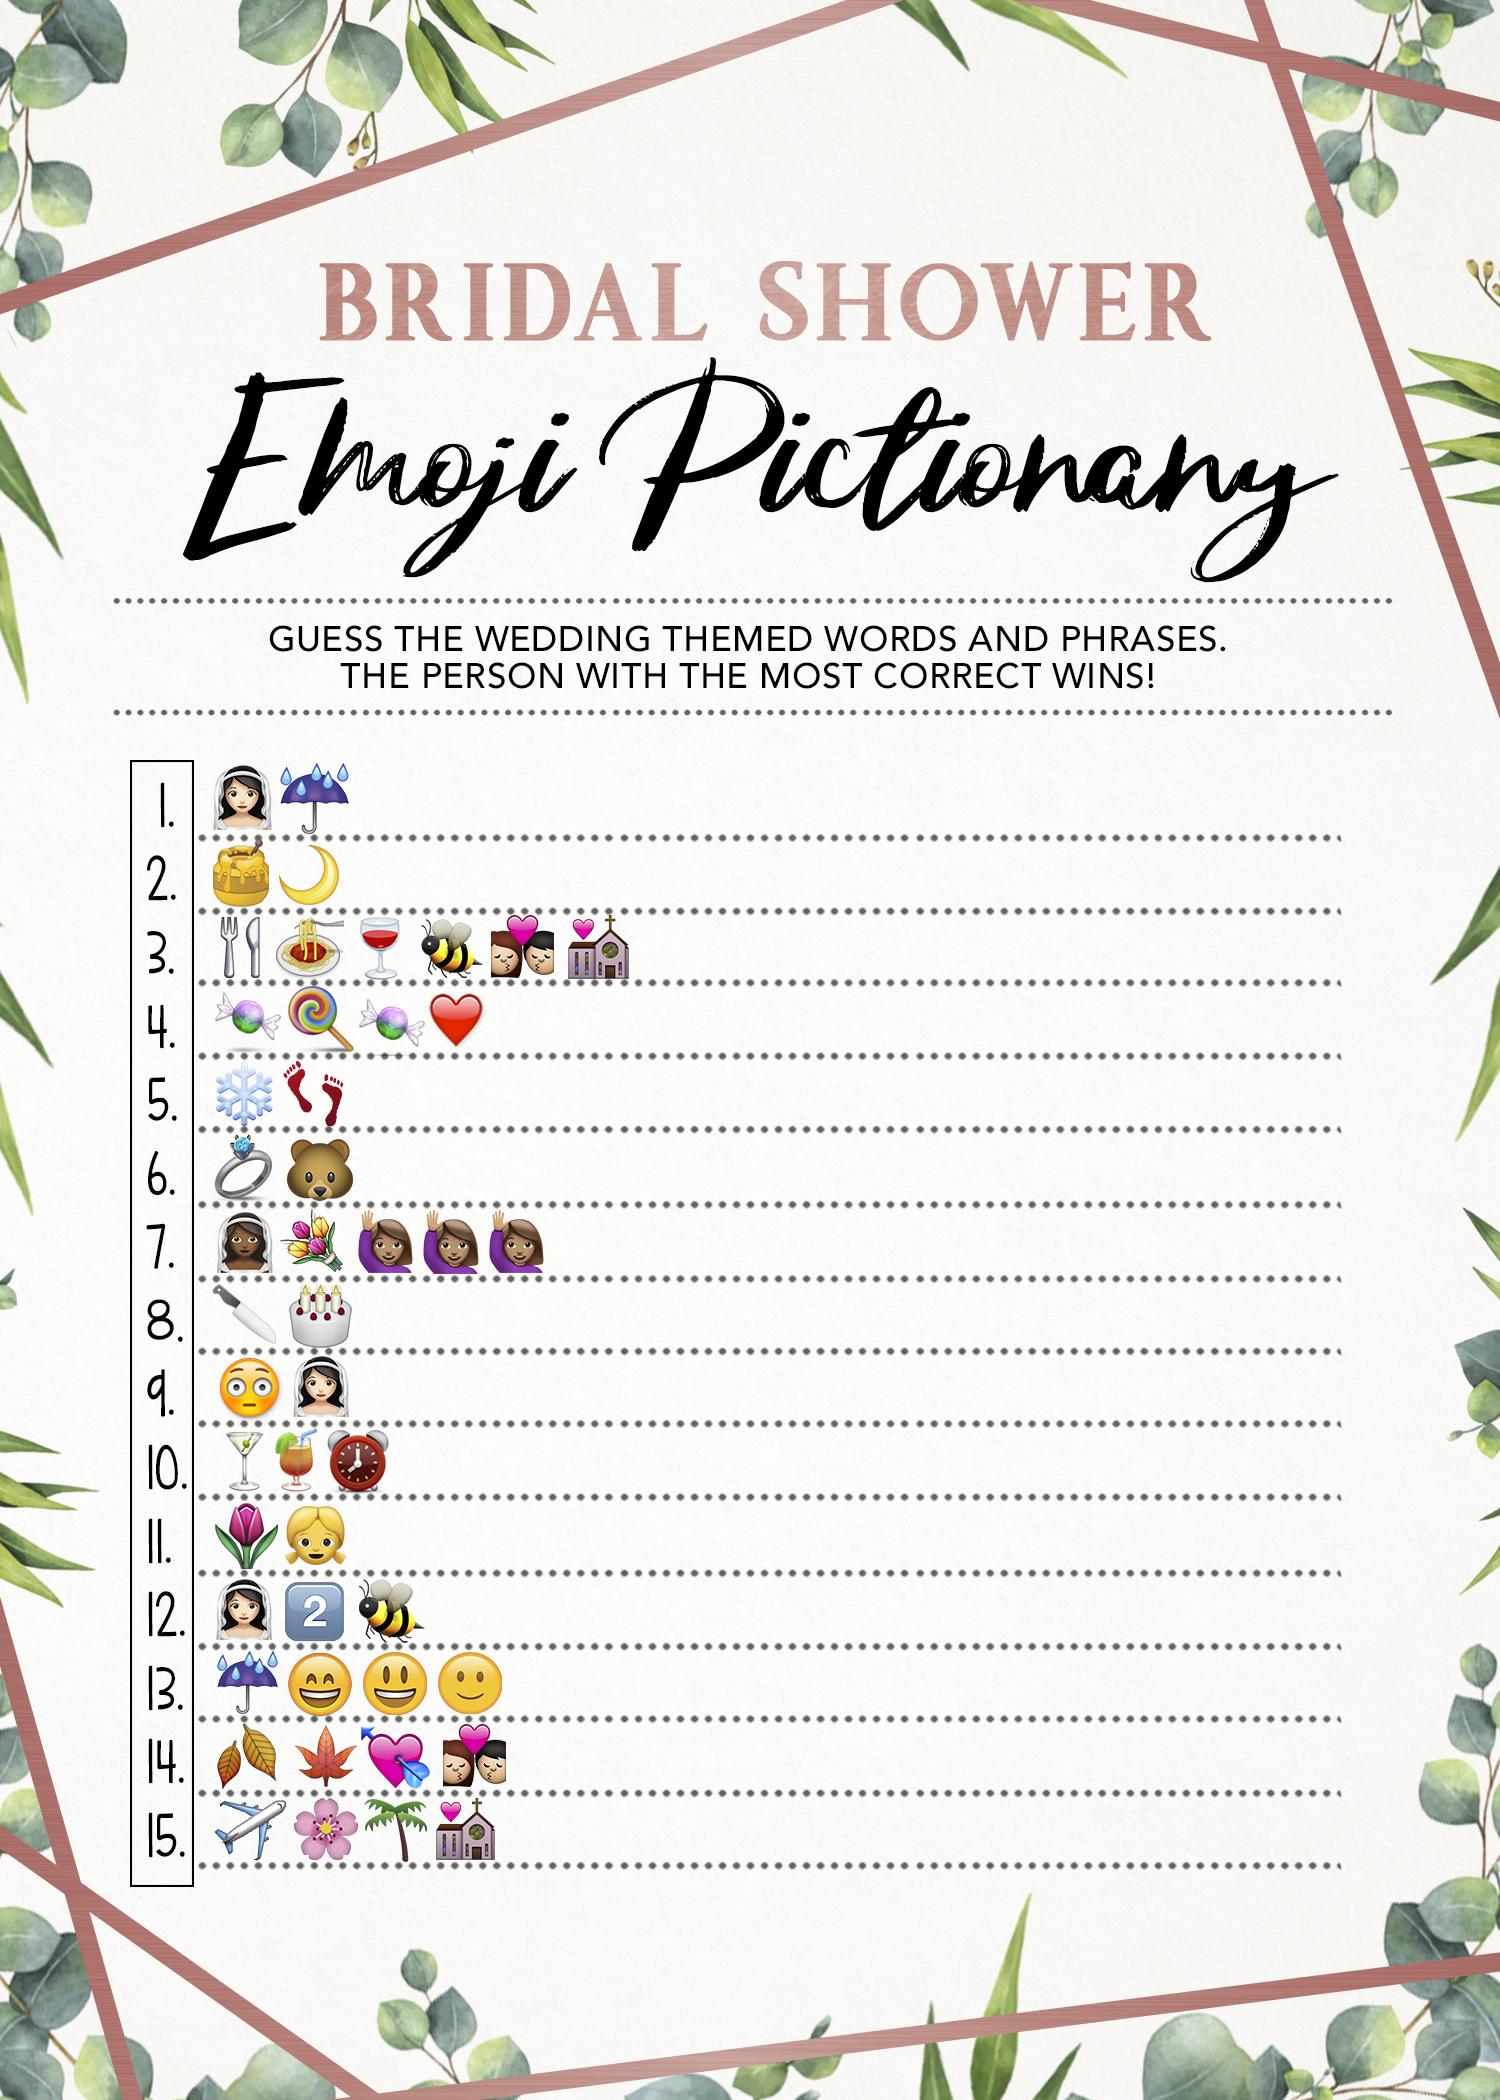 BRIDAL SHOWER
Emoji Pictionary
GUESS THE WEDDING THEMED WORDS AND PHRASES.
THE PERSON WITH THE MOST CORRECT WINS!
1. 👰🏻 ☔
2. 🍯 🌙
3. 🍴 🍝 🍷 🐝 💏 💒
4. 🍬 🍭 🍬 ❤️
5. ❄️ 👣
6. 💍 🐻
7. 👰🏿 💐 🙋🏽 🙋🏽 🙋🏽
8. 🔪 🎂
9. 😳 👰🏻
10. 🍸 🍹 ⏰
11. 🌷 👧
12. 👰🏻 2️⃣ 🐝
13. ☔ 😄 😃 🙂
14. 🍂 🍁 💘 💏
15. ✈️ 🌸 🌴 💒